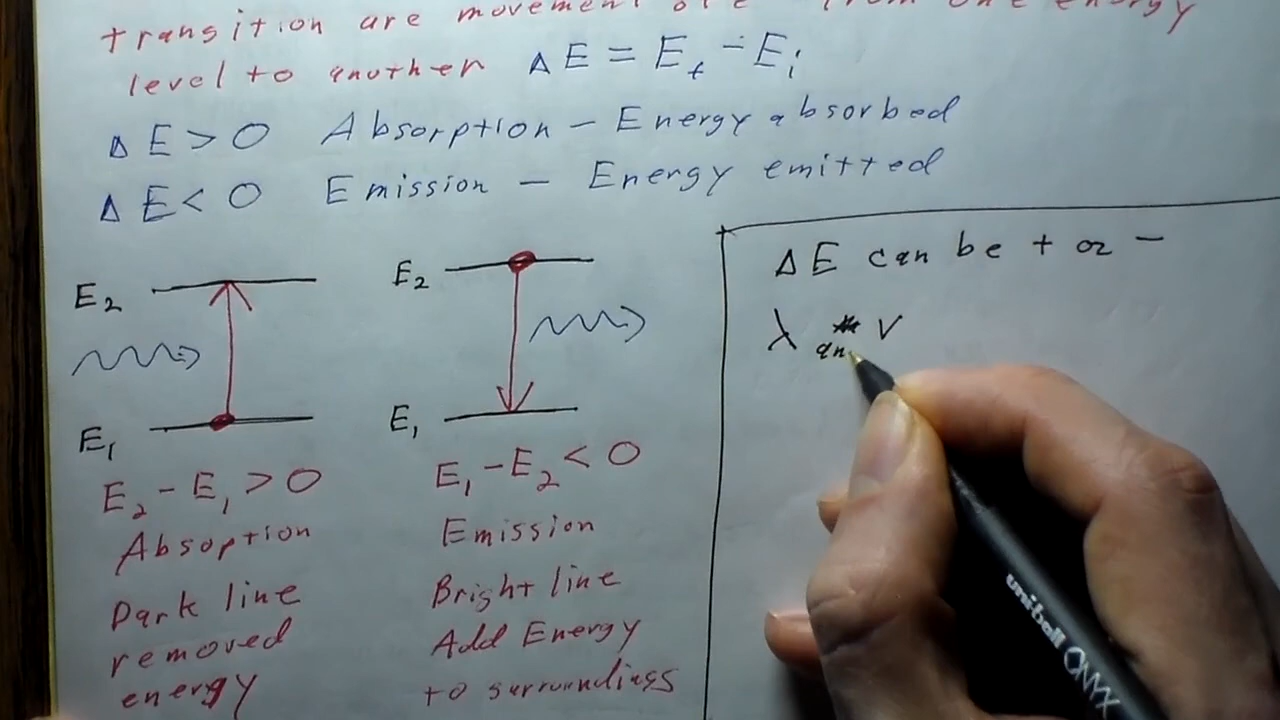 transition are movement from one energy
level to another ΔE = Ef - Ei
ΔE > 0 Absorption - Energy absorbed
ΔE < 0 Emission - Energy emitted
E2
E1
E2 - E1 > 0
Absoption
Dark line
removed
energy
E2
E1
E1 - E2 < 0
Emission
Bright line
Add Energy
to surroundings
ΔE can be + or -
λ an ν
uniball ONYX